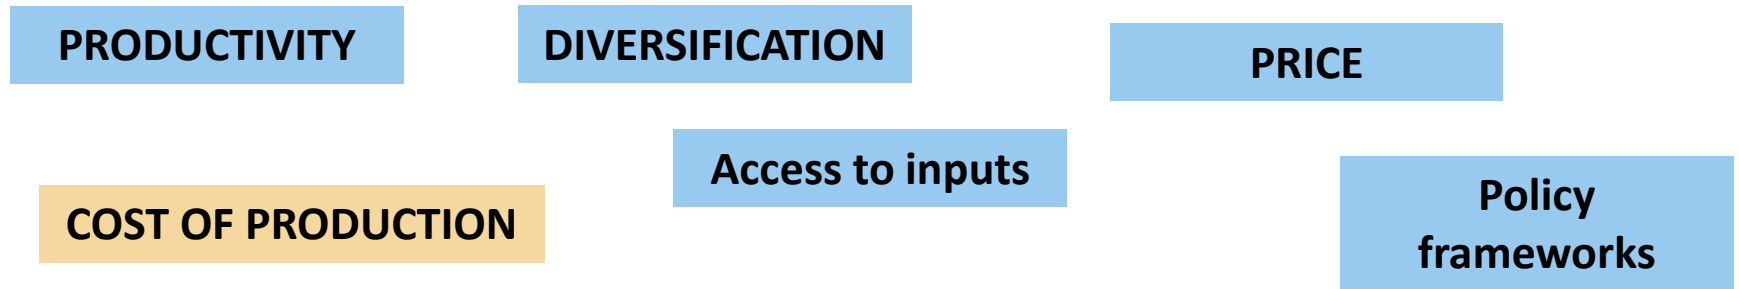 PRODUCTIVITY
DIVERSIFICATION
PRICE
Access to inputs
COST OF PRODUCTION
Policy
frameworks